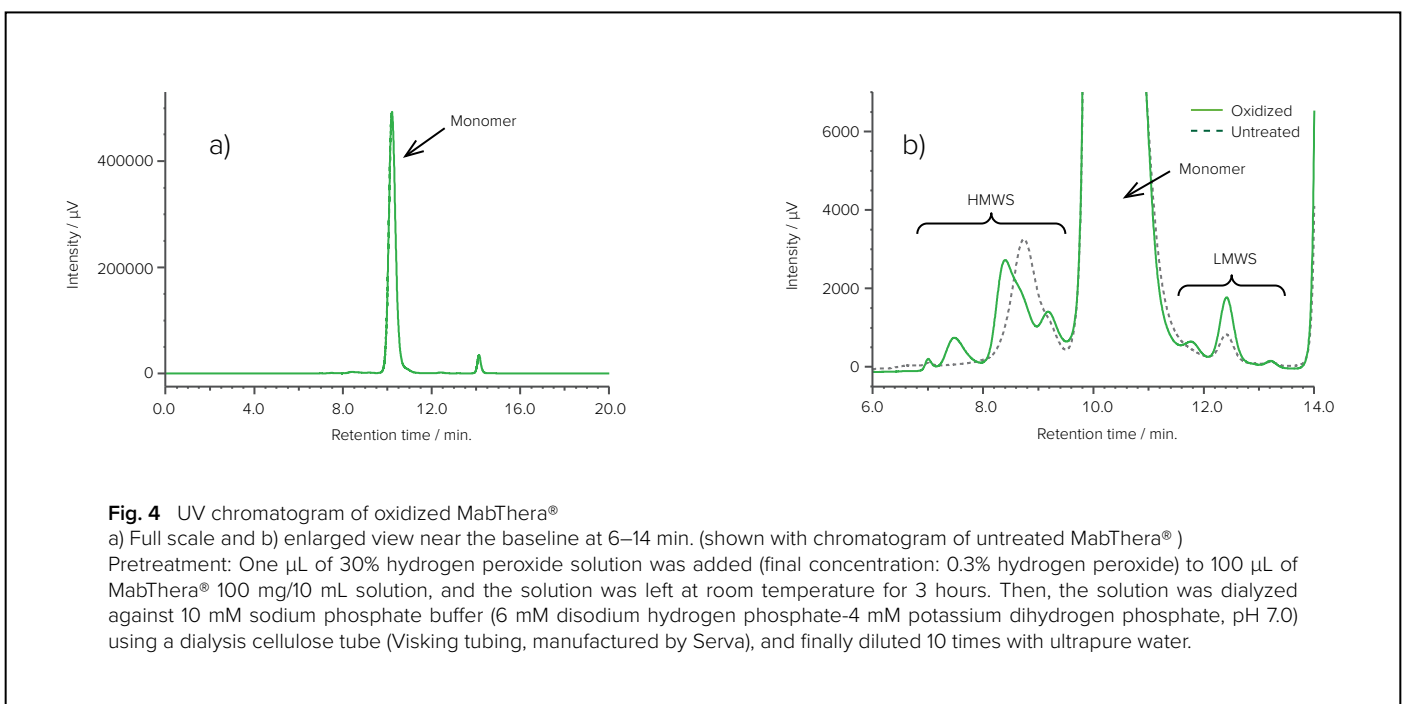 a)
Monomer
400000
200000
0
Intensity / µV
0.0 4.0 8.0 12.0 16.0 20.0
Retention time / min.
b)
Oxidized
Untreated
Monomer
HMWS
LMWS
6000
4000
2000
0
Intensity / µV
6.0 8.0 10.0 12.0 14.0
Retention time / min.
Fig. 4 UV chromatogram of oxidized MabThera®
a) Full scale and b) enlarged view near the baseline at 6–14 min. (shown with chromatogram of untreated MabThera® )
Pretreatment: One µL of 30% hydrogen peroxide solution was added (final concentration: 0.3% hydrogen peroxide) to 100 µL of
MabThera® 100 mg/10 mL solution, and the solution was left at room temperature for 3 hours. Then, the solution was dialyzed
against 10 mM sodium phosphate buffer (6 mM disodium hydrogen phosphate-4 mM potassium dihydrogen phosphate, pH 7.0)
using a dialysis cellulose tube (Visking tubing, manufactured by Serva), and finally diluted 10 times with ultrapure water.